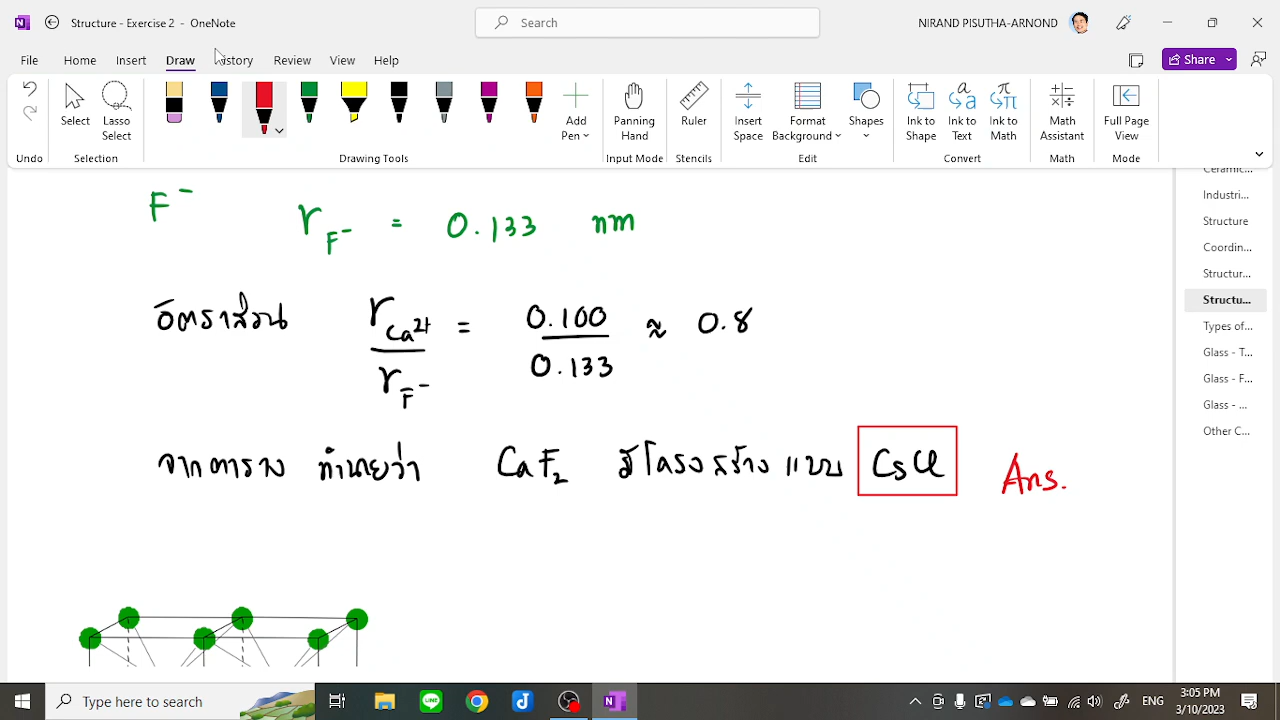 Structure - Exercise 2 - OneNote
Search
NIRAND PISUTHA-ARNOND
File Home Insert Draw History Review View Help
Share
Undo
Select
Lasso Select
Selection
Drawing Tools
Add Pen
Panning Hand
Input Mode
Ruler
Stencils
Insert Space
Format Background
Shapes
Edit
Ink to Shape
Ink to Text
Ink to Math
Convert
Math Assistant
Math
Full Page View
Mode
F⁻ r F⁻ = 0.133 nm
อัตราส่วน r Ca²⁺ / r F⁻ = 0.100 / 0.133 ≈ 0.8
จากตาราง ทำนายว่า CaF₂ มีโครงสร้าง แบบ CsCl Ans.
Ceramic...
Industri...
Structure
Coordin...
Structur...
Structu...
Types of...
Glass - T...
Glass - F...
Glass - ...
Other C...
Type here to search
ENG
3:05 PM
3/10/2023